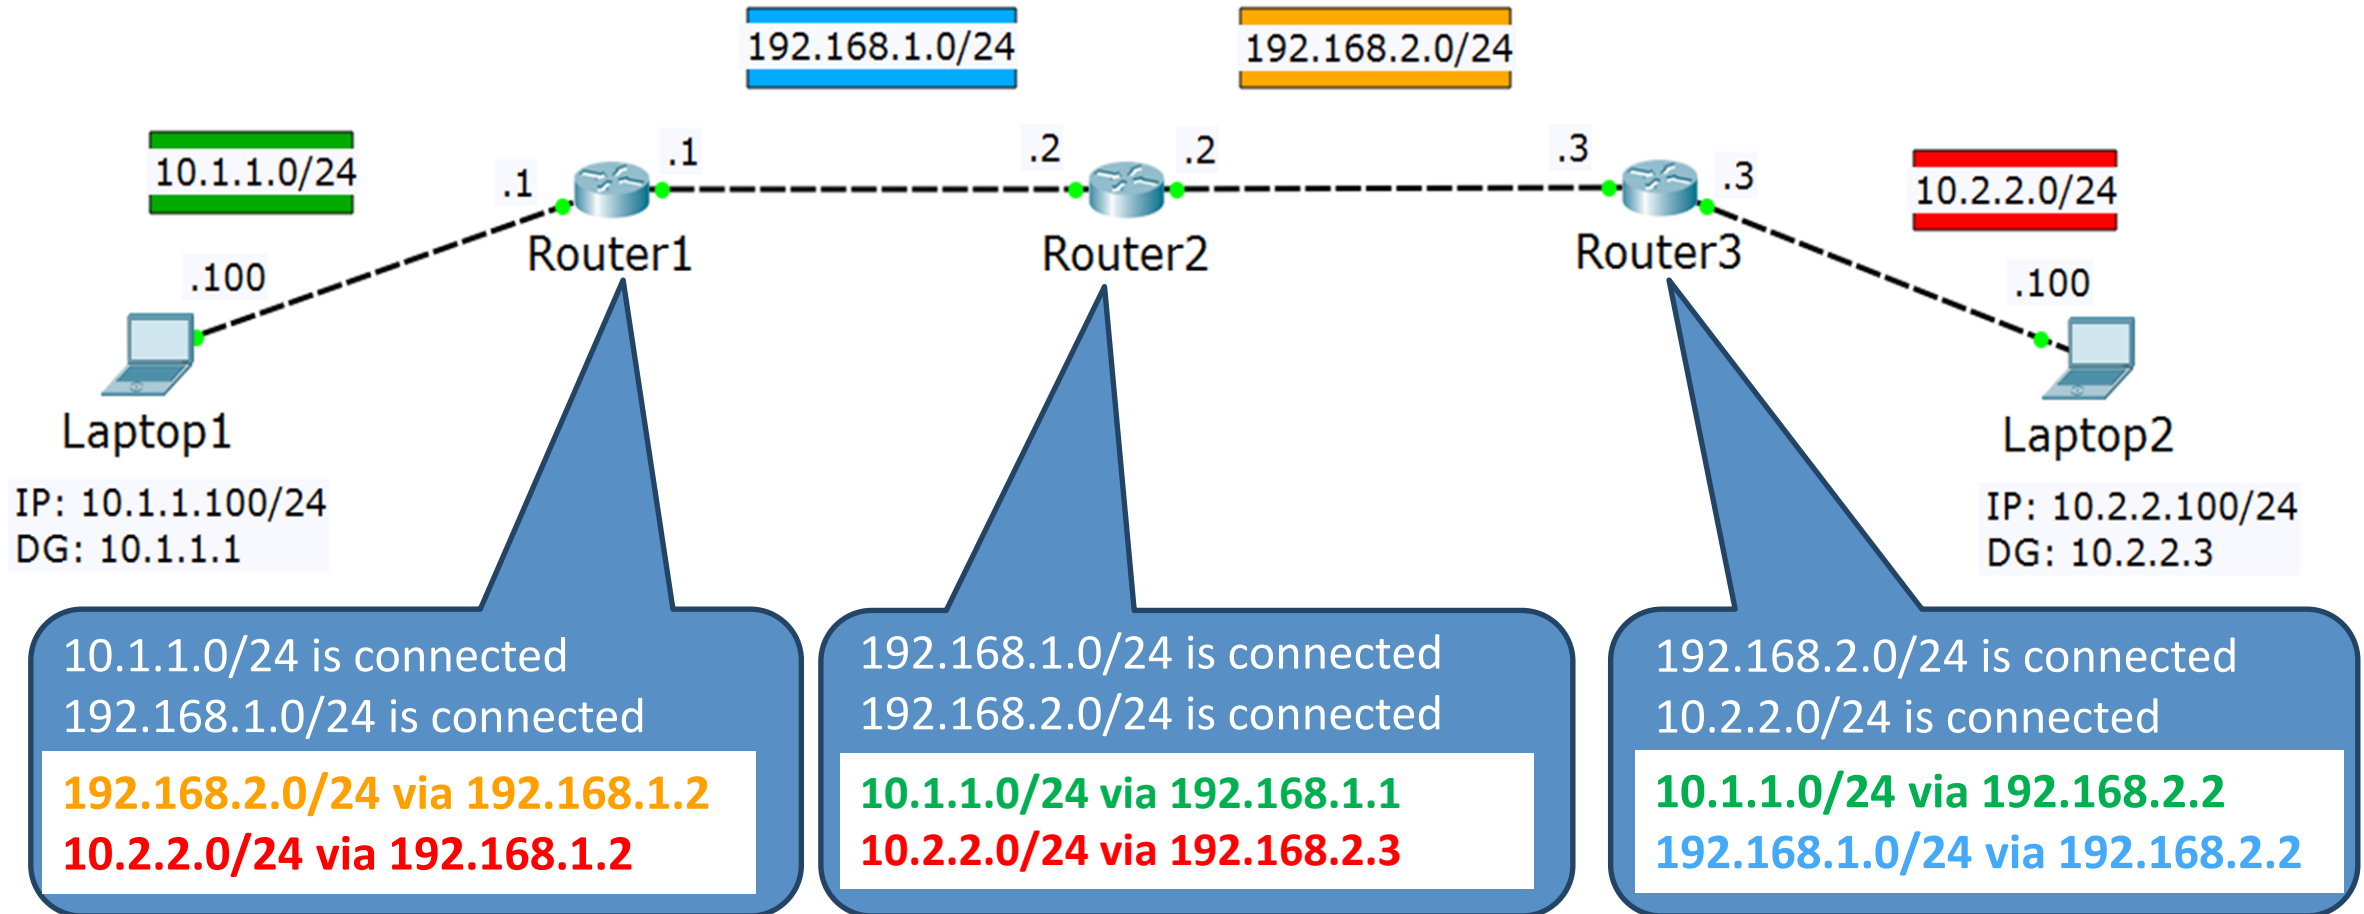 192.168.1.0/24
192.168.2.0/24
10.1.1.0/24
.1
.1
.2
.2
.3
.3
10.2.2.0/24
Router1
Router2
Router3
.100
.100
Laptop1
Laptop2
IP: 10.1.1.100/24
DG: 10.1.1.1
IP: 10.2.2.100/24
DG: 10.2.2.3
10.1.1.0/24 is connected
192.168.1.0/24 is connected
192.168.2.0/24 via 192.168.1.2
10.2.2.0/24 via 192.168.1.2
192.168.1.0/24 is connected
192.168.2.0/24 is connected
10.1.1.0/24 via 192.168.1.1
10.2.2.0/24 via 192.168.2.3
192.168.2.0/24 is connected
10.2.2.0/24 is connected
10.1.1.0/24 via 192.168.2.2
192.168.1.0/24 via 192.168.2.2